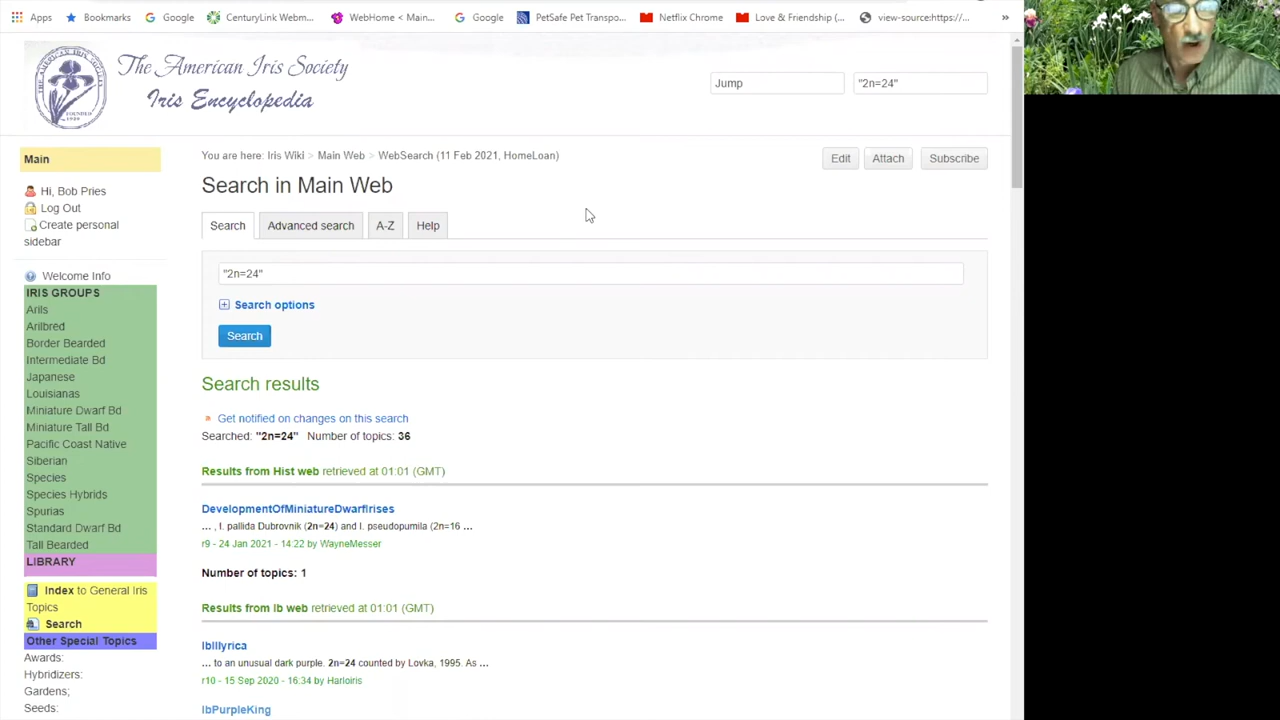 Apps
Bookmarks
Google
CenturyLink Webm...
WebHome < Main...
Google
PetSafe Pet Transpo...
Netflix Chrome
Love & Friendship (...
view-source:https://...
»
The American Iris Society
Iris Encyclopedia
Jump
"2n=24"
Main
You are here: Iris Wiki > Main Web > WebSearch (11 Feb 2021, HomeLoan)
Edit
Attach
Subscribe
Hi, Bob Pries
Log Out
Create personal
sidebar
Search in Main Web
Search
Advanced search
A-Z
Help
"2n=24"
Search options
Search
Welcome Info
IRIS GROUPS
Arils
Arilbred
Border Bearded
Intermediate Bd
Japanese
Louisianas
Miniature Dwarf Bd
Miniature Tall Bd
Pacific Coast Native
Siberian
Species
Species Hybrids
Spurias
Standard Dwarf Bd
Tall Bearded
LIBRARY
Index to General Iris
Topics
Search
Other Special Topics
Awards:
Hybridizers:
Gardens;
Seeds:
Search results
Get notified on changes on this search
Searched: "2n=24" Number of topics: 36
Results from Hist web retrieved at 01:01 (GMT)
DevelopmentOfMiniatureDwarfIrises
... , I. pallida Dubrovnik (2n=24) and I. pseudopumila (2n=16 ...
r9 - 24 Jan 2021 - 14:22 by WayneMesser
Number of topics: 1
Results from Ib web retrieved at 01:01 (GMT)
IbIllyrica
... to an unusual dark purple. 2n=24 counted by Lovka, 1995. As ...
r10 - 15 Sep 2020 - 16:34 by Harloiris
IbPurpleKing